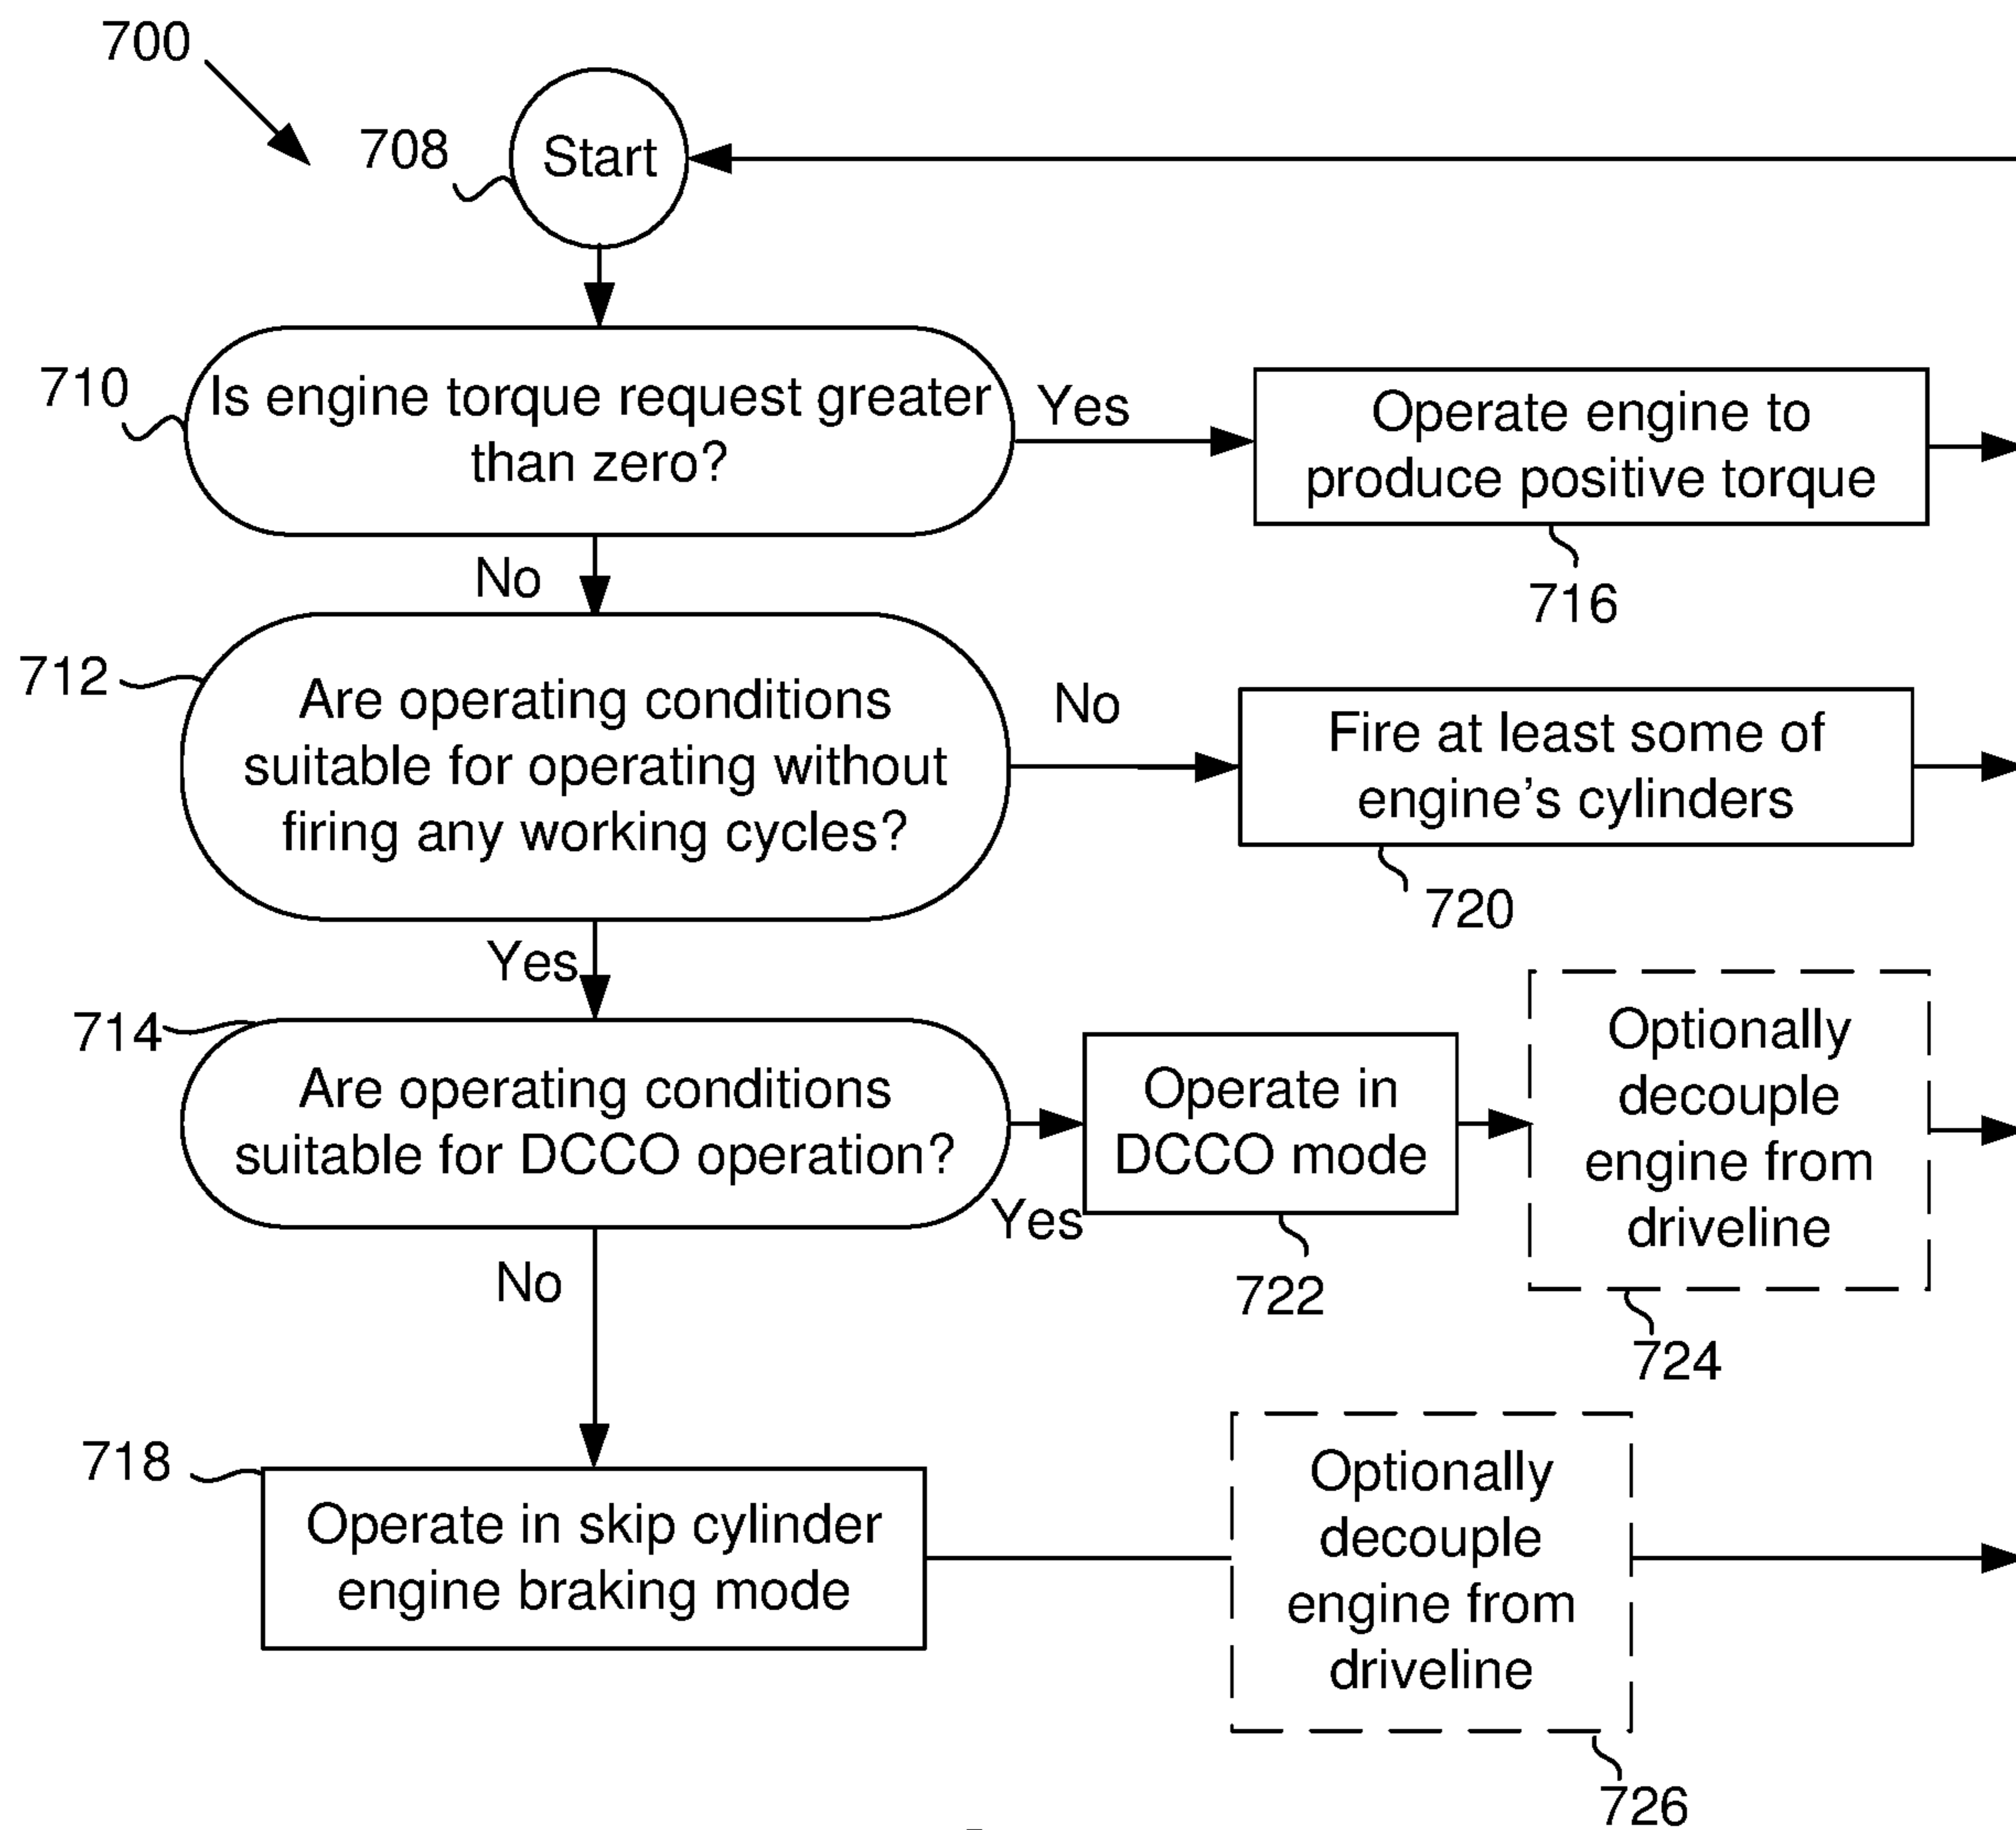 700
708
Start
710
Is engine torque request greater
than zero?
Yes
Operate engine to
produce positive torque
716
No
712
Are operating conditions
suitable for operating without
firing any working cycles?
No
Fire at least some of
engine's cylinders
720
Yes
714
Are operating conditions
suitable for DCCO operation?
Yes
Operate in
DCCO mode
722
Optionally
decouple
engine from
driveline
724
No
718
Operate in skip cylinder
engine braking mode
Optionally
decouple
engine from
driveline
726